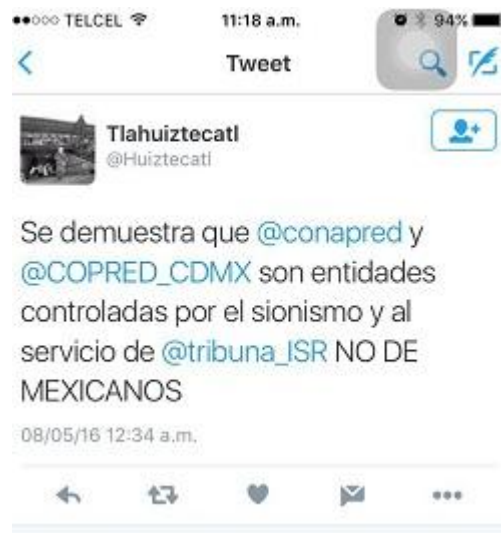 TELCEL 11:18 a.m. 94%
Tweet
Tlahuiztecatl
@Huiztecatl
Se demuestra que @conapred y
@COPRED_CDMX son entidades
controladas por el sionismo y al
servicio de @tribuna_ISR NO DE
MEXICANOS
08/05/16 12:34 a.m.